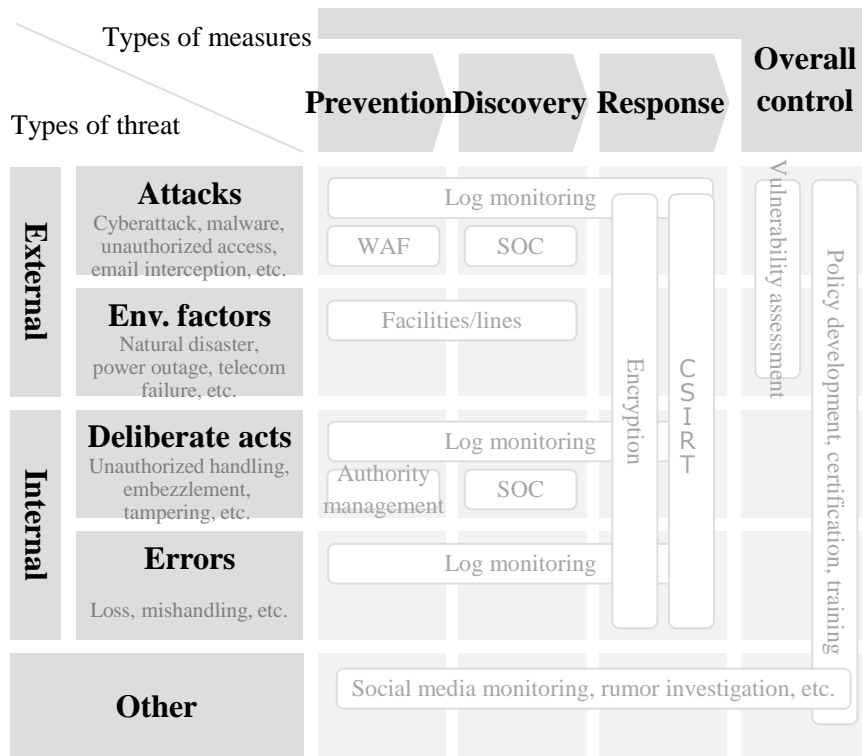 Types of measures
Types of threat
Prevention
Discovery
Response
Overall
control
External
Attacks
Cyberattack, malware,
unauthorized access,
email interception, etc.
Log monitoring
WAF
SOC
Env. factors
Natural disaster,
power outage, telecom
failure, etc.
Facilities/lines
Internal
Deliberate acts
Unauthorized handling,
embezzlement,
tampering, etc.
Log monitoring
Authority
management
SOC
Errors
Loss, mishandling, etc.
Log monitoring
Encryption
CSIRT
Vulnerability assessment
Policy development, certification, training
Other
Social media monitoring, rumor investigation, etc.